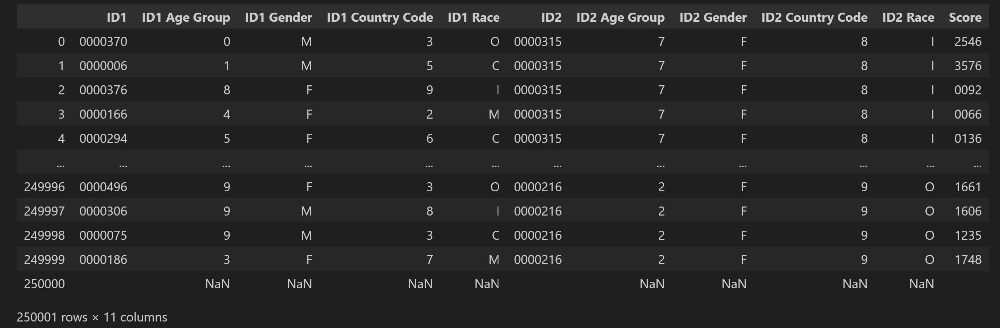 ID1 ID1 Age Group ID1 Gender ID1 Country Code ID1 Race ID2 ID2 Age Group ID2 Gender ID2 Country Code ID2 Race Score
0 0000370 0 M 3 O 0000315 7 F 8 I 2546
1 0000006 1 M 5 C 0000315 7 F 8 I 3576
2 0000376 8 F 9 I 0000315 7 F 8 I 0092
3 0000166 4 F 2 M 0000315 7 F 8 I 0066
4 0000294 5 F 6 C 0000315 7 F 8 I 0136
... ... ... ... ... ... ... ... ... ... ... ...
249996 0000496 9 F 3 O 0000216 2 F 9 O 1661
249997 0000306 9 M 8 I 0000216 2 F 9 O 1606
249998 0000075 9 M 3 C 0000216 2 F 9 O 1235
249999 0000186 3 F 7 M 0000216 2 F 9 O 1748
250000 NaN NaN NaN NaN NaN NaN NaN NaN
250001 rows × 11 columns